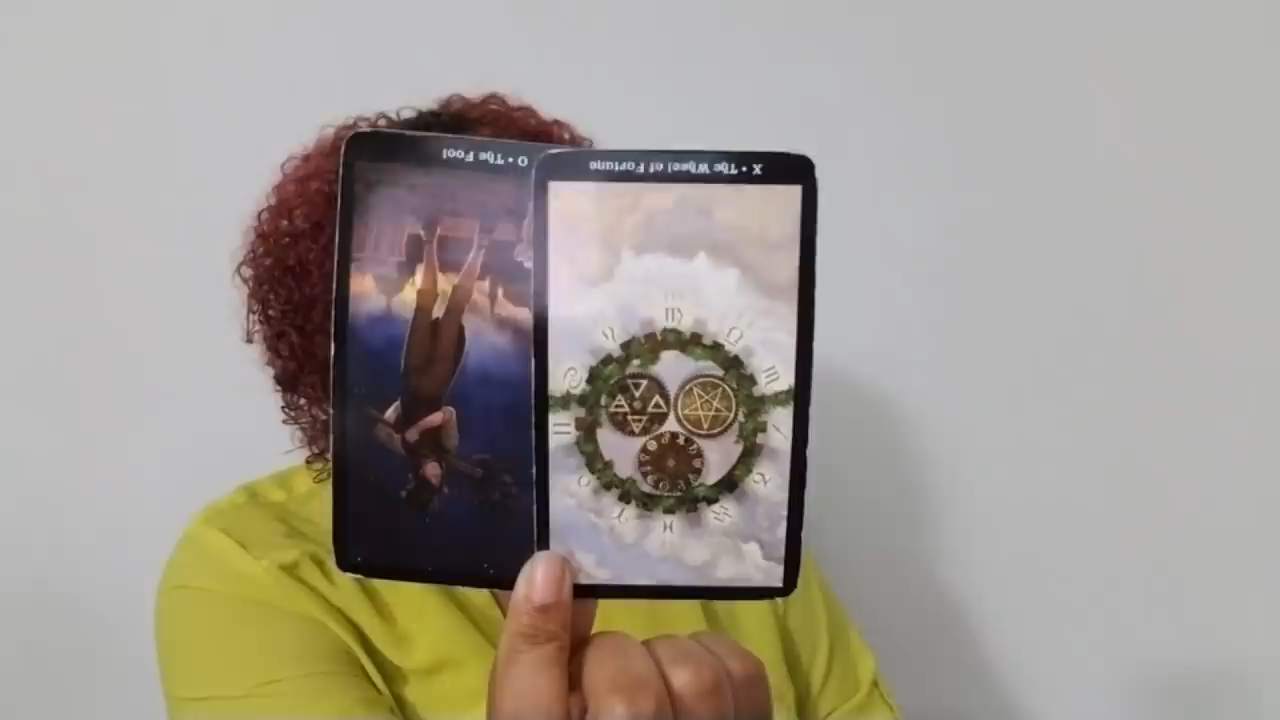 0 • The Fool
X • The Wheel of Fortune